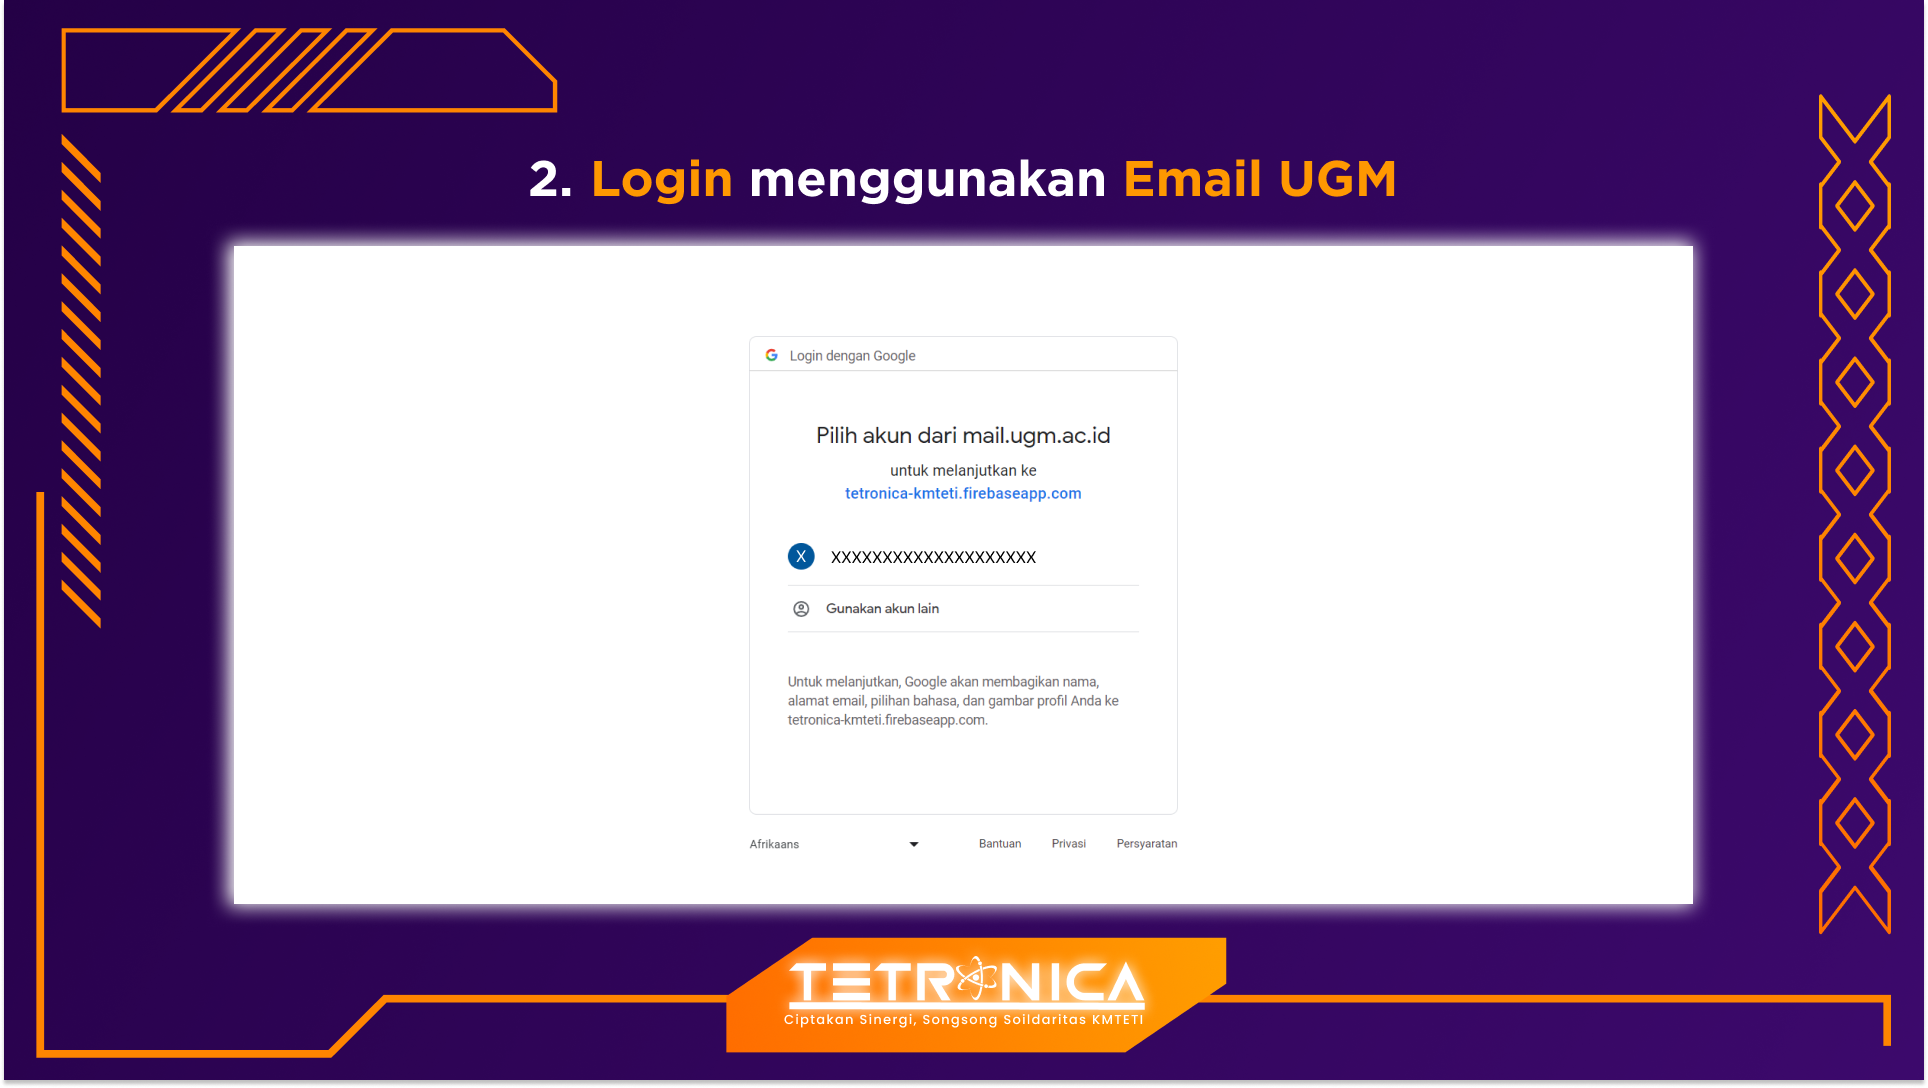 2. Login menggunakan Email UGM
Login dengan Google
Pilih akun dari mail.ugm.ac.id
untuk melanjutkan ke
tetronica-kmteti.firebaseapp.com
X XXXXXXXXXXXXXXXXXXXX
Gunakan akun lain
Untuk melanjutkan, Google akan membagikan nama,
alamat email, pilihan bahasa, dan gambar profil Anda ke
tetronica-kmteti.firebaseapp.com.
Afrikaans Bantuan Privasi Persyaratan
TETRONICA
Ciptakan Sinergi, Songsong Soildaritas KMTETI